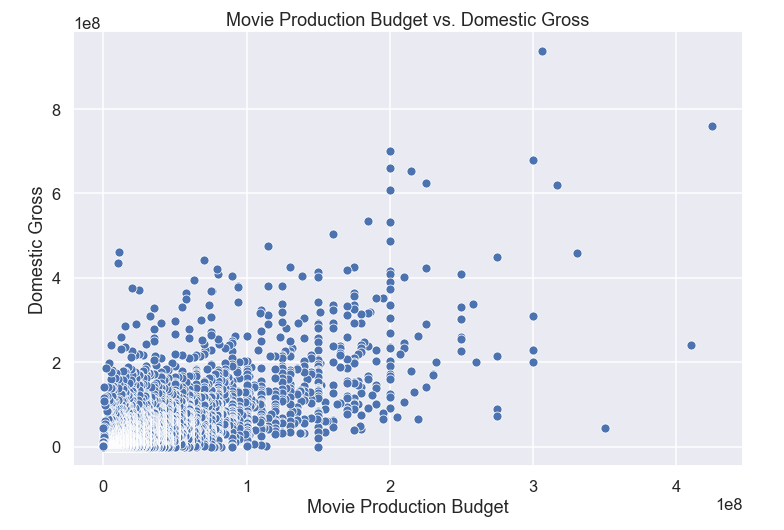 Movie Production Budget vs. Domestic Gross
1e8
8
6
4
2
0
Domestic Gross
0 1 2 3 4
Movie Production Budget
1e8